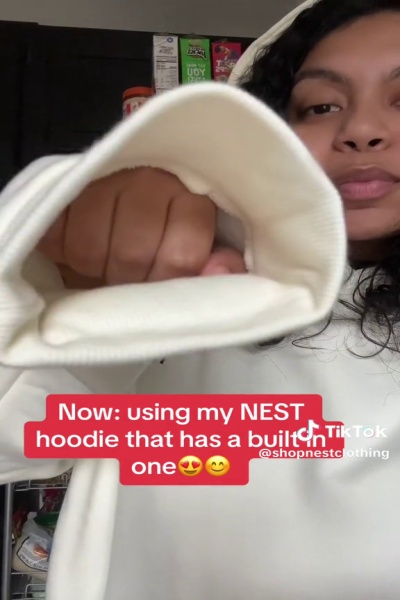 Now: using my NEST
hoodie that has a built in
one😍😊
TikTok
@shopnestclothing